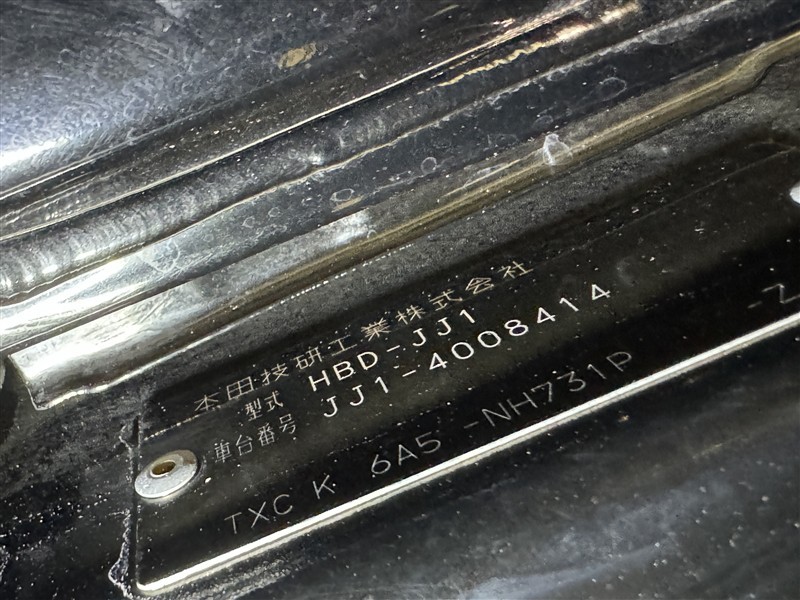 本田技研工業株式会社
型式 HBD-JJ1
車台番号 JJ1-4008414
TXC K 6A5 -NH731P -Z